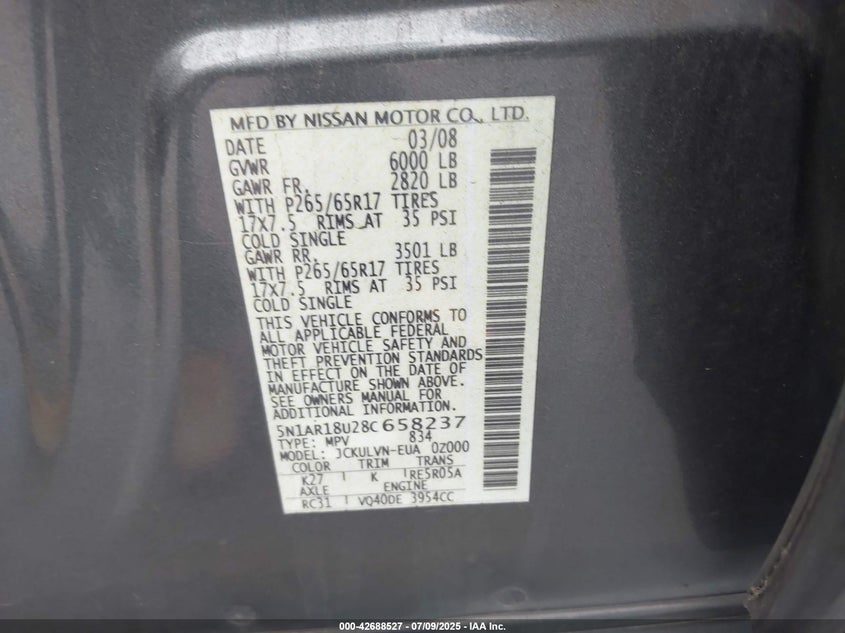 MFD BY NISSAN MOTOR CO., LTD.
DATE 03/08
GVWR 6000 LB
GAWR FR. 2820 LB
WITH P265/65R17 TIRES
17X7.5 RIMS AT 35 PSI
COLD SINGLE
GAWR RR. 3501 LB
WITH P265/65R17 TIRES
17X7.5 RIMS AT 35 PSI
COLD SINGLE
THIS VEHICLE CONFORMS TO
ALL APPLICABLE FEDERAL
MOTOR VEHICLE SAFETY AND
THEFT PREVENTION STANDARDS
IN EFFECT ON THE DATE OF
MANUFACTURE SHOWN ABOVE.
SEE OWNERS MANUAL FOR
ADDITIONAL INFORMATION.
5N1AR18U28C658237
TYPE: MPV 834
MODEL: JCKULVN-EUA 0Z000
COLOR TRIM TRANS
K27 K RE5R05A
AXLE ENGINE
RC31 VQ40DE 3954CC
000-42688527 - 07/09/2025 - IAA Inc.